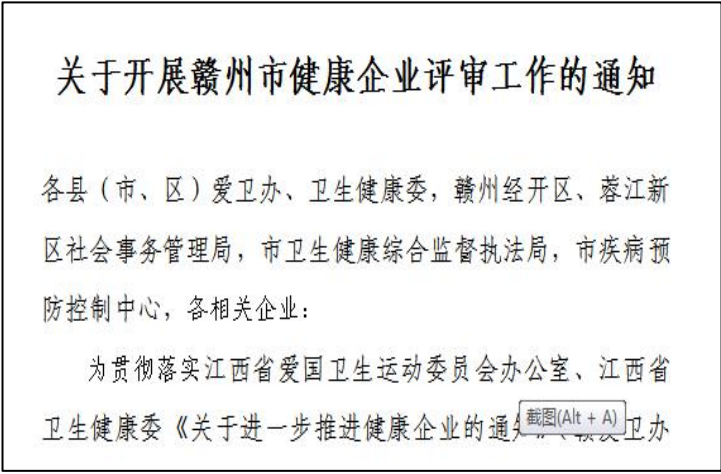 关于开展赣州市健康企业评审工作的通知
各县（市、区）爱卫办、卫生健康委，赣州经开区、蓉江新
区社会事务管理局，市卫生健康综合监督执法局，市疾病预
防控制中心，各相关企业：
为贯彻落实江西省爱国卫生运动委员会办公室、江西省
卫生健康委《关于进一步推进健康企业的通
截图(Alt + A)
卫办